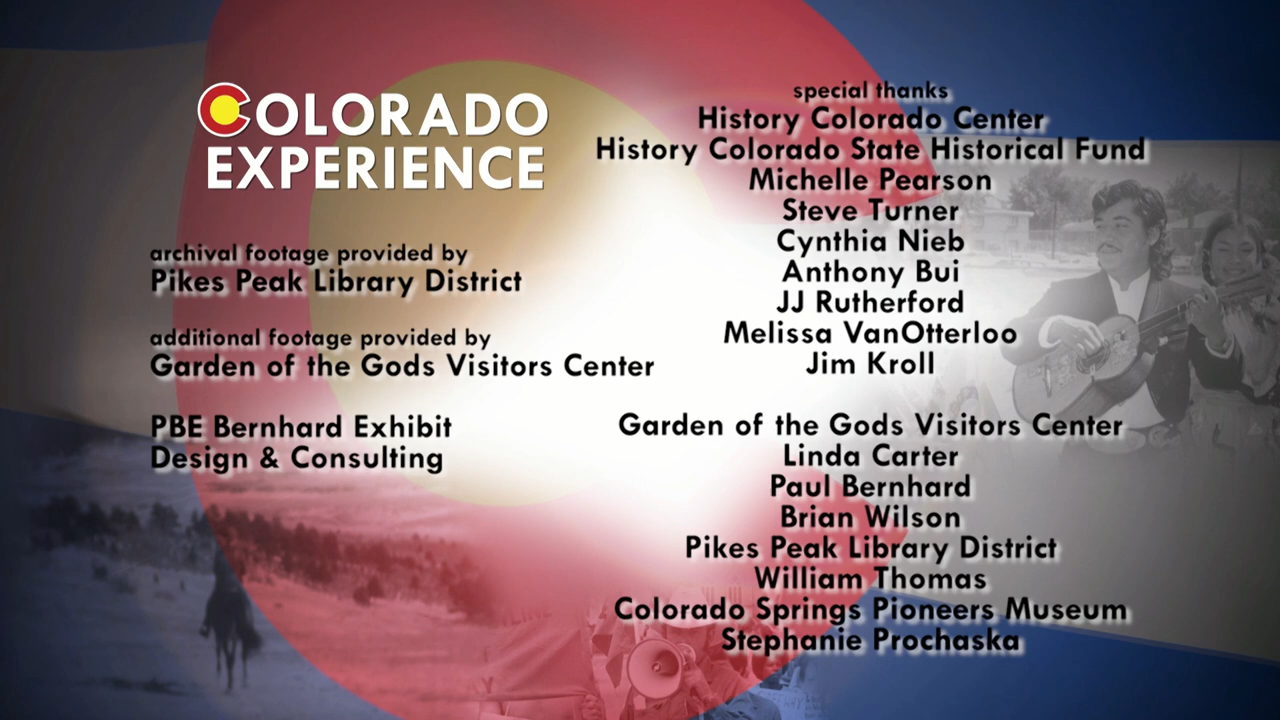 COLORADO
EXPERIENCE
archival footage provided by
Pikes Peak Library District
additional footage provided by
Garden of the Gods Visitors Center
PBE Bernhard Exhibit
Design & Consulting
special thanks
History Colorado Center
History Colorado State Historical Fund
Michelle Pearson
Steve Turner
Cynthia Nieb
Anthony Bui
JJ Rutherford
Melissa VanOtterloo
Jim Kroll
Garden of the Gods Visitors Center
Linda Carter
Paul Bernhard
Brian Wilson
Pikes Peak Library District
William Thomas
Colorado Springs Pioneers Museum
Stephanie Prochaska